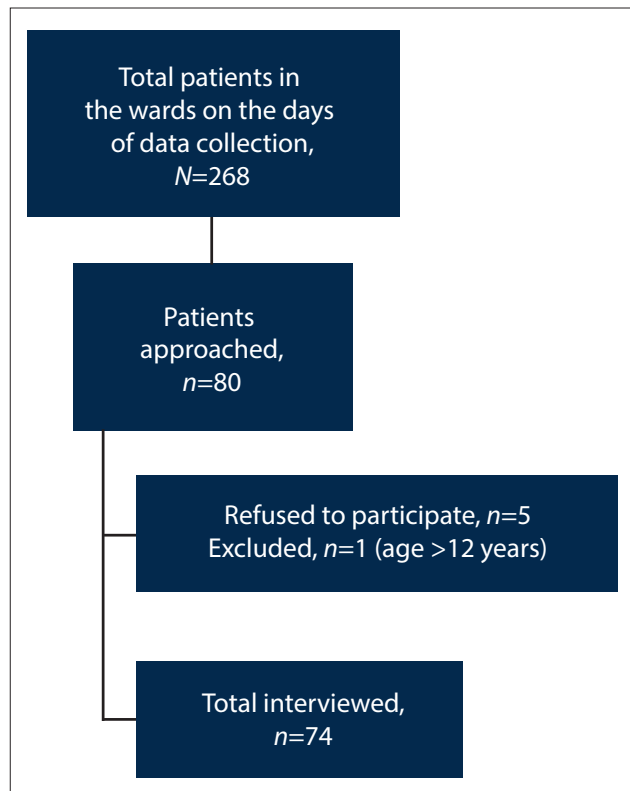 Total patients in
the wards on the days
of data collection,
N=268
Patients
approached,
n=80
Refused to participate, n=5
Excluded, n=1 (age >12 years)
Total interviewed,
n=74